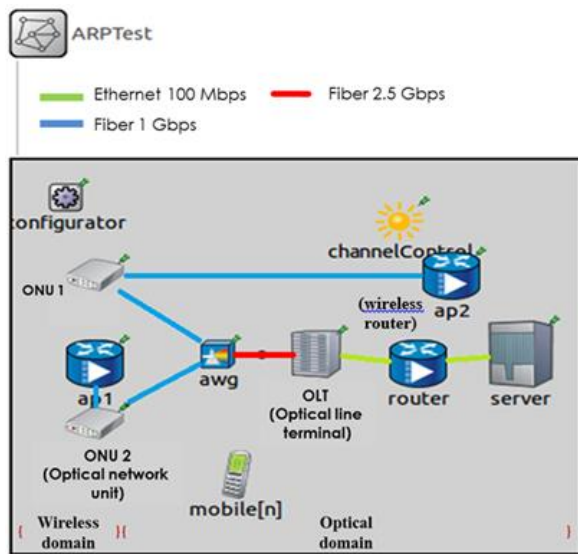 ARPTest
Ethernet 100 Mbps
Fiber 2.5 Gbps
Fiber 1 Gbps
onfigurator
channelControl
ONU 1
(wireless
router)
ap2
ap1
awg
OLT
(Optical line
terminal)
router
server
ONU 2
(Optical network
unit)
mobile[n]
{ Wireless
domain
}{ Optical
domain
}